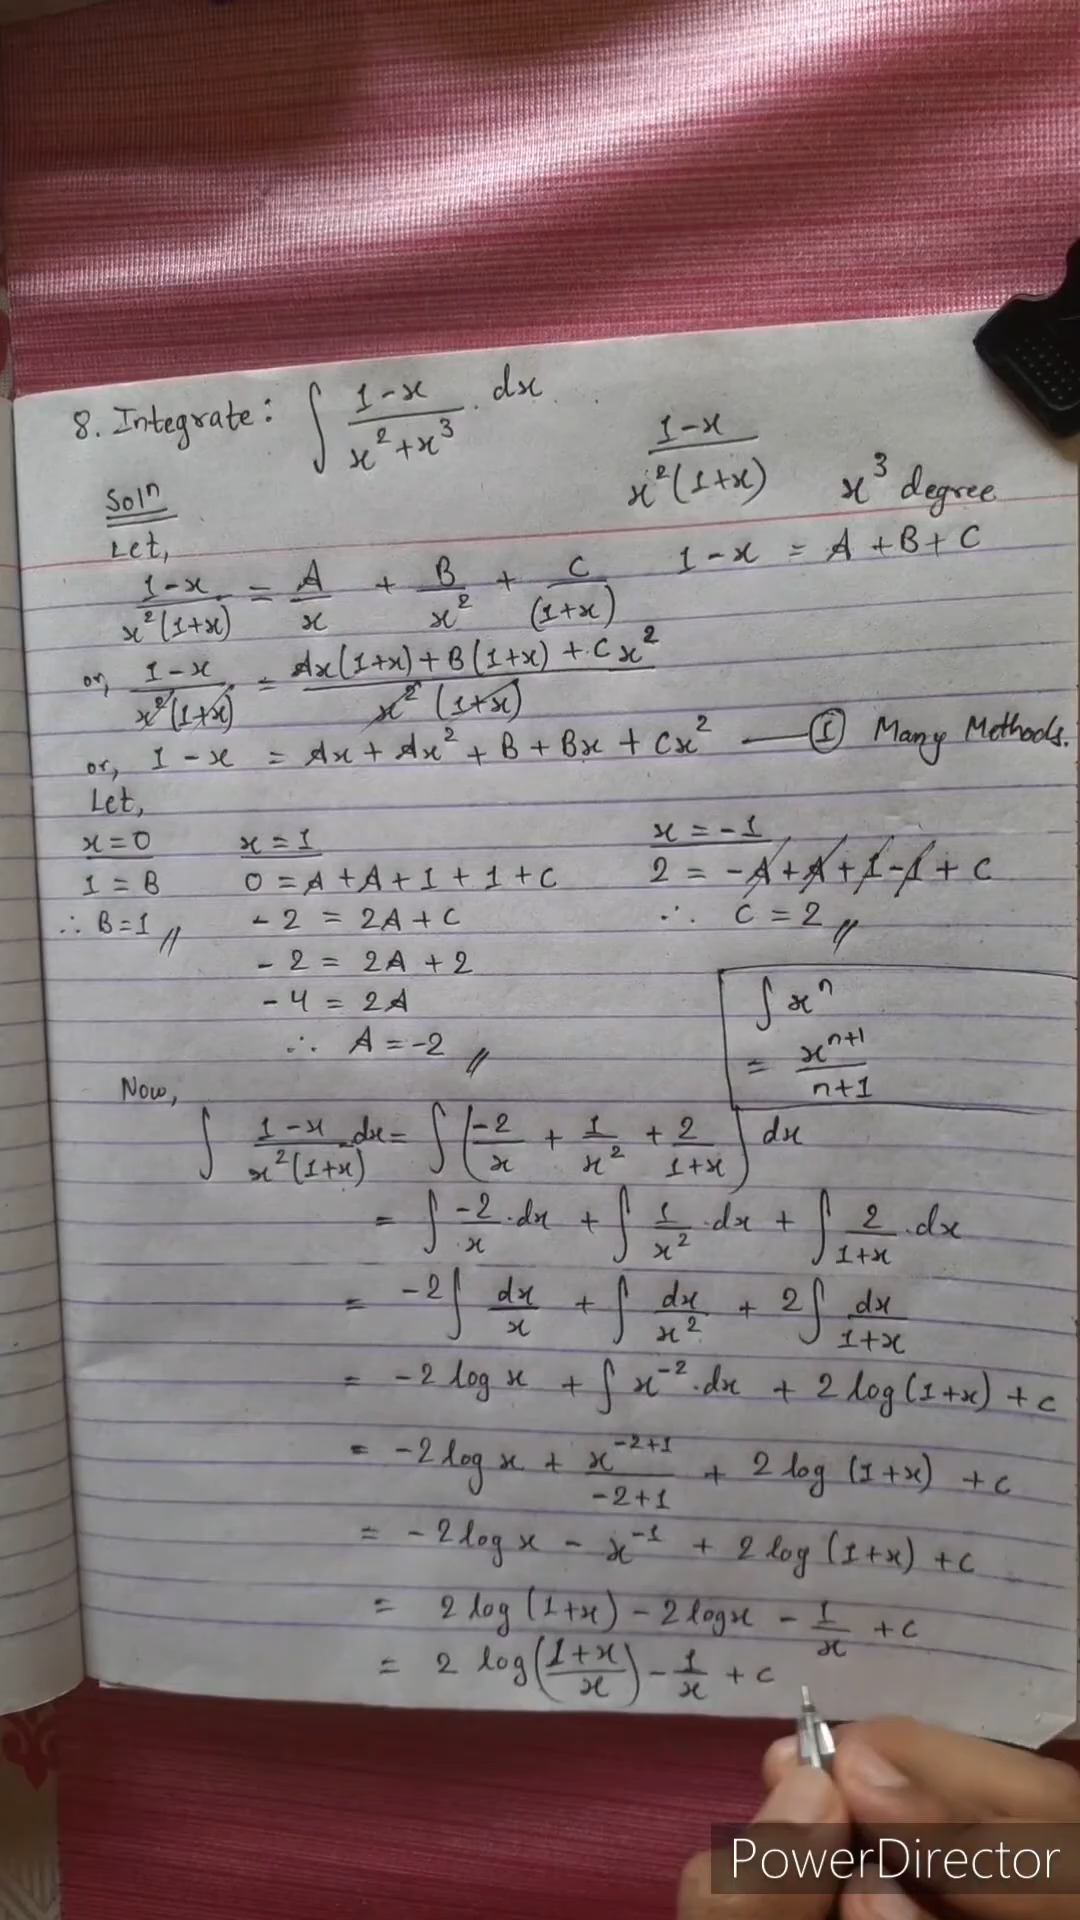 8. Integrate: ∫ (1-x)/(x²+x³) . dx
(1-x)/(x²(1+x)) x³ degree
Solⁿ
Let,
1-x = A+B+C
(1-x)/(x²(1+x)) = A/x + B/x² + C/(1+x)
or, (1-x)/(x²(1+x)) = (Ax(1+x)+B(1+x)+Cx²)/(x²(1+x))
or, 1-x = Ax+Ax²+B+Bx+Cx² — ① Many Methods.
Let,
x=0 x=1 x=-1
1=B 0=A+A+1+1+C 2=-A+A+1-1+C
∴ B=1 // -2=2A+C ∴ C=2 //
-2=2A+2
-4=2A
∴ A=-2 //
∫xⁿ
= xⁿ⁺¹/(n+1)
Now,
∫ (1-x)/(x²(1+x)) dx = ∫(-2/x + 1/x² + 2/(1+x)) dx
= ∫ -2/x .dx + ∫ 1/x² .dx + ∫ 2/(1+x) .dx
= -2∫ dx/x + ∫ dx/x² + 2∫ dx/(1+x)
= -2 log x + ∫x⁻².dx + 2 log(1+x) + c
= -2 log x + x⁻²⁺¹/(-2+1) + 2 log (1+x) + c
= -2 log x - x⁻¹ + 2 log (1+x) + c
= 2 log (1+x) - 2 log x - 1/x + c
= 2 log((1+x)/x) - 1/x + c
PowerDirector